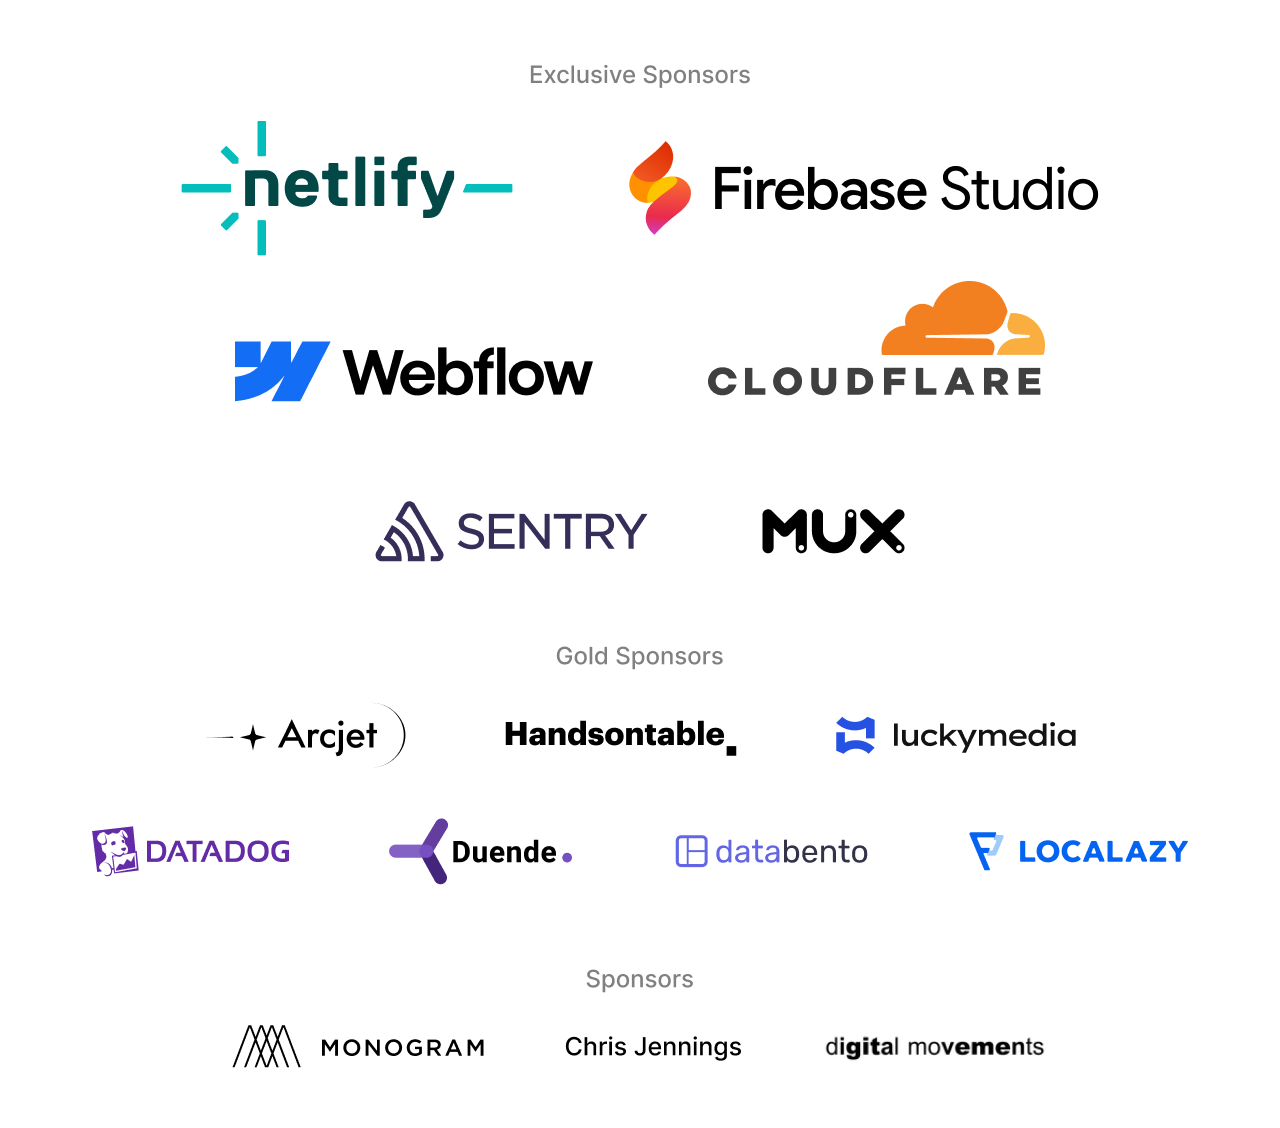 Exclusive Sponsors
netlify
Firebase Studio
Webflow
CLOUDFLARE
SENTRY
MUX
Gold Sponsors
Arcjet
Handsontable
luckymedia
DATADOG
Duende
databento
LOCALAZY
Sponsors
MONOGRAM
Chris Jennings
digital movements